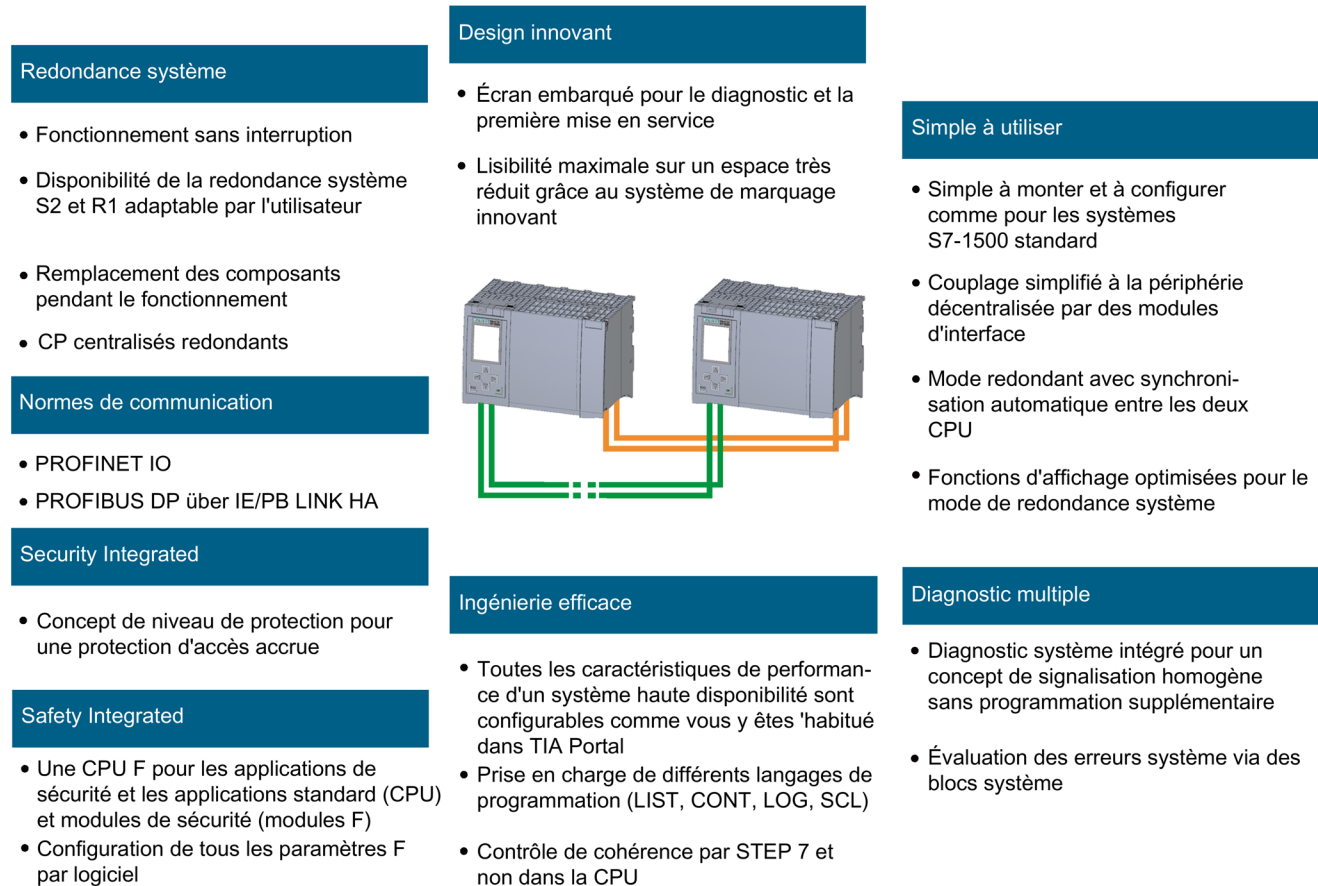 Redondance système
• Fonctionnement sans interruption
• Disponibilité de la redondance système
S2 et R1 adaptable par l'utilisateur
• Remplacement des composants
pendant le fonctionnement
• CP centralisés redondants
Normes de communication
• PROFINET IO
• PROFIBUS DP über IE/PB LINK HA
Security Integrated
• Concept de niveau de protection pour
une protection d'accès accrue
Safety Integrated
• Une CPU F pour les applications de
sécurité et les applications standard (CPU)
et modules de sécurité (modules F)
• Configuration de tous les paramètres F
par logiciel
Design innovant
• Écran embarqué pour le diagnostic et la
première mise en service
• Lisibilité maximale sur un espace très
réduit grâce au système de marquage
innovant
Ingénierie efficace
• Toutes les caractéristiques de performan-
ce d'un système haute disponibilité sont
configurables comme vous y êtes 'habitué
dans TIA Portal
• Prise en charge de différents langages de
programmation (LIST, CONT, LOG, SCL)
• Contrôle de cohérence par STEP 7 et
non dans la CPU
Simple à utiliser
• Simple à monter et à configurer
comme pour les systèmes
S7-1500 standard
• Couplage simplifié à la périphérie
décentralisée par des modules
d'interface
• Mode redondant avec synchroni-
sation automatique entre les deux
CPU
• Fonctions d'affichage optimisées pour le
mode de redondance système
Diagnostic multiple
• Diagnostic système intégré pour un
concept de signalisation homogène
sans programmation supplémentaire
• Évaluation des erreurs système via des
blocs système